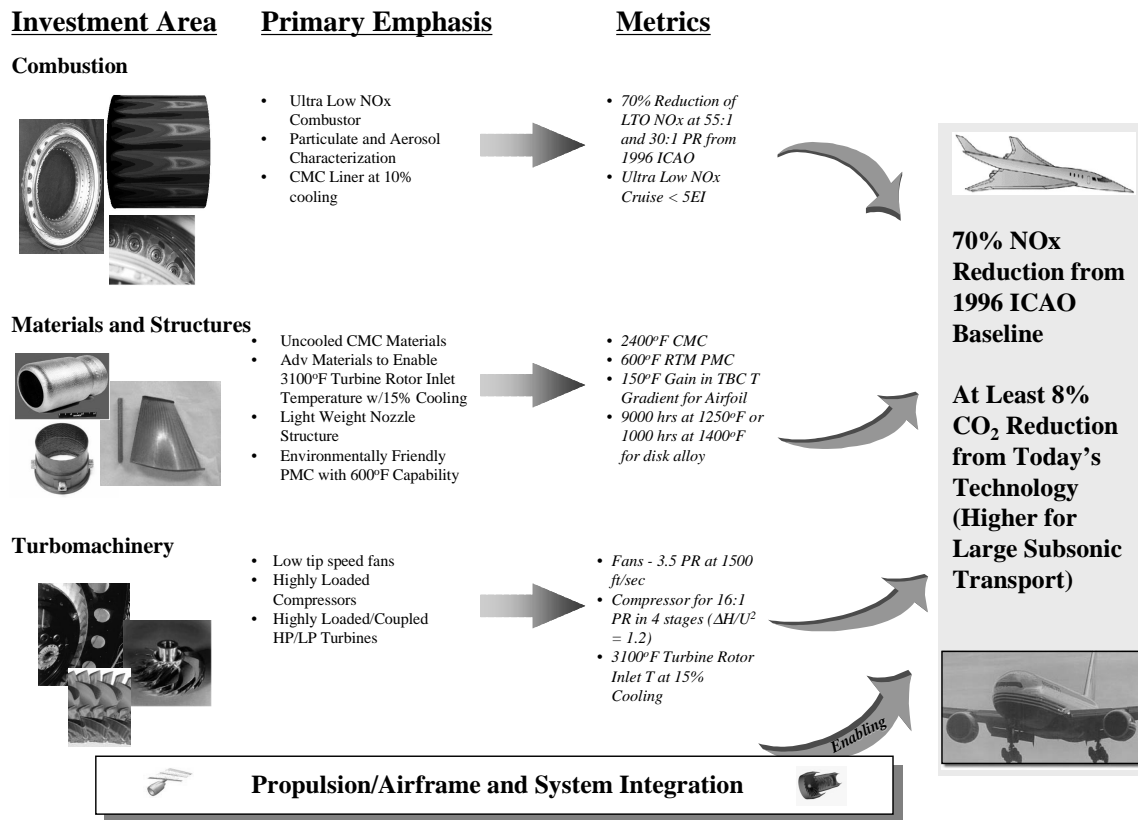 Investment Area
Primary Emphasis
Metrics
Combustion
• Ultra Low NOx
Combustor
• Particulate and Aerosol
Characterization
• CMC Liner at 10%
cooling
• 70% Reduction of
LTO NOx at 55:1
and 30:1 PR from
1996 ICAO
• Ultra Low NOx
Cruise < 5EI
Materials and Structures
• Uncooled CMC Materials
• Adv Materials to Enable
3100°F Turbine Rotor Inlet
Temperature w/15% Cooling
• Light Weight Nozzle
Structure
• Environmentally Friendly
PMC with 600°F Capability
• 2400°F CMC
• 600°F RTM PMC
• 150°F Gain in TBC T
Gradient for Airfoil
• 9000 hrs at 1250°F or
1000 hrs at 1400°F
for disk alloy
Turbomachinery
• Low tip speed fans
• Highly Loaded
Compressors
• Highly Loaded/Coupled
HP/LP Turbines
• Fans - 3.5 PR at 1500
ft/sec
• Compressor for 16:1
PR in 4 stages (ΔH/U²
= 1.2)
• 3100°F Turbine Rotor
Inlet T at 15%
Cooling
70% NOx
Reduction from
1996 ICAO
Baseline
At Least 8%
CO₂ Reduction
from Today's
Technology
(Higher for
Large Subsonic
Transport)
Enabling
Propulsion/Airframe and System Integration